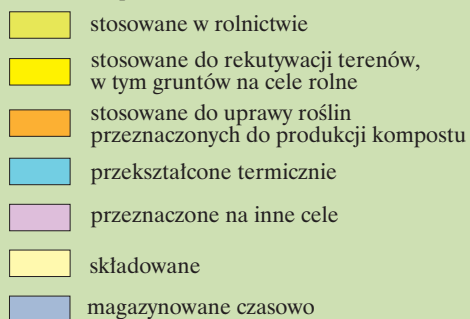 stosowane w rolnictwie
stosowane do rekutywacji terenów,
w tym gruntów na cele rolne
stosowane do uprawy roślin
przeznaczonych do produkcji kompostu
przekształcone termicznie
przeznaczone na inne cele
składowane
magazynowane czasowo